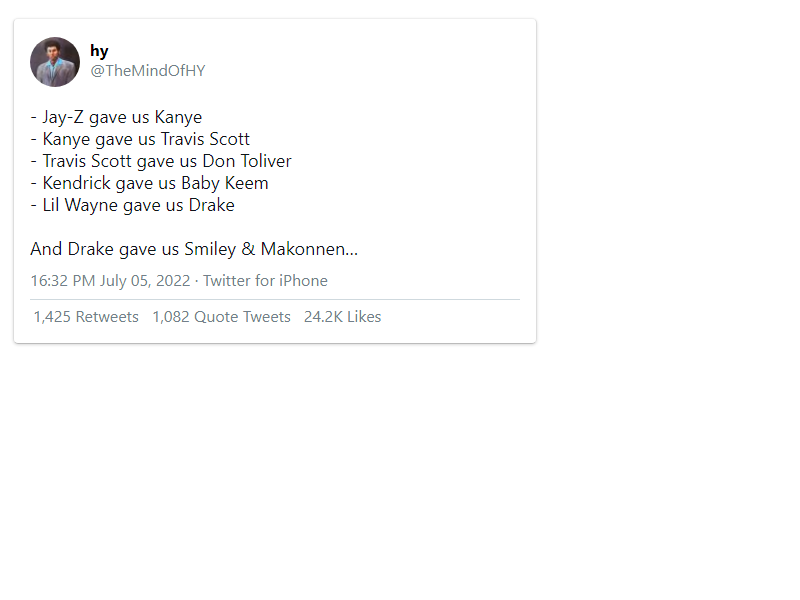 hy
@TheMindOfHY
- Jay-Z gave us Kanye
- Kanye gave us Travis Scott
- Travis Scott gave us Don Toliver
- Kendrick gave us Baby Keem
- Lil Wayne gave us Drake
And Drake gave us Smiley & Makonnen...
16:32 PM July 05, 2022 · Twitter for iPhone
1,425 Retweets 1,082 Quote Tweets 24.2K Likes